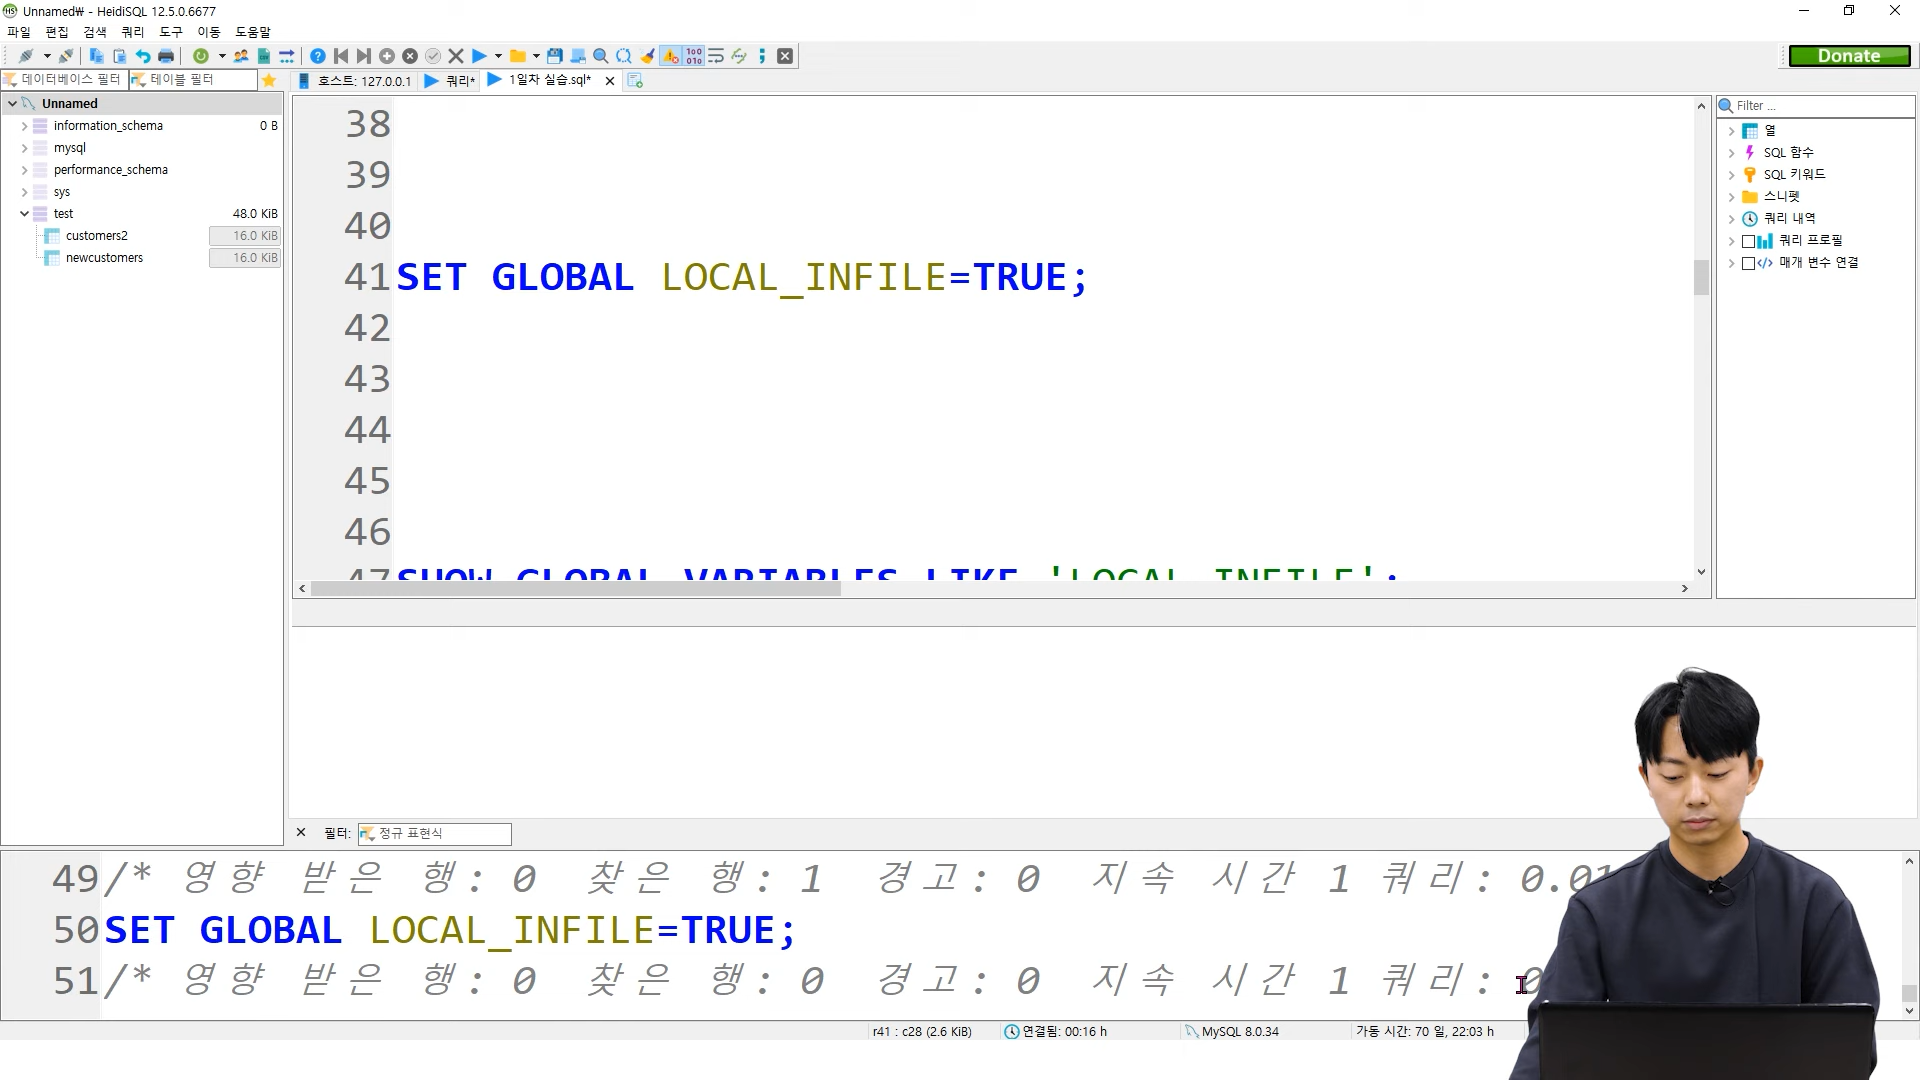 Unnamed₩ - HeidiSQL 12.5.0.6677
파일 편집 검색 쿼리 도구 이동 도움말
Donate
데이터베이스 필터 테이블 필터
호스트: 127.0.0.1 쿼리* 1일차 실습.sql*
Unnamed
information_schema 0 B
mysql
performance_schema
sys
test 48.0 KiB
customers2 16.0 KiB
newcustomers 16.0 KiB
38
39
40
41 SET GLOBAL LOCAL_INFILE=TRUE;
42
43
44
45
46
47 SHOW GLOBAL VARIABLES LIKE 'LOCAL_INFILE';
Filter ...
열
SQL 함수
SQL 키워드
스니펫
쿼리 내역
쿼리 프로필
매개 변수 연결
필터: 정규 표현식
49 /* 영향 받은 행: 0 찾은 행: 1 경고: 0 지속 시간 1 쿼리: 0.01
50 SET GLOBAL LOCAL_INFILE=TRUE;
51 /* 영향 받은 행: 0 찾은 행: 0 경고: 0 지속 시간 1 쿼리: 0
r41 : c28 (2.6 KiB) 연결됨: 00:16 h MySQL 8.0.34 가동 시간: 70 일, 22:03 h